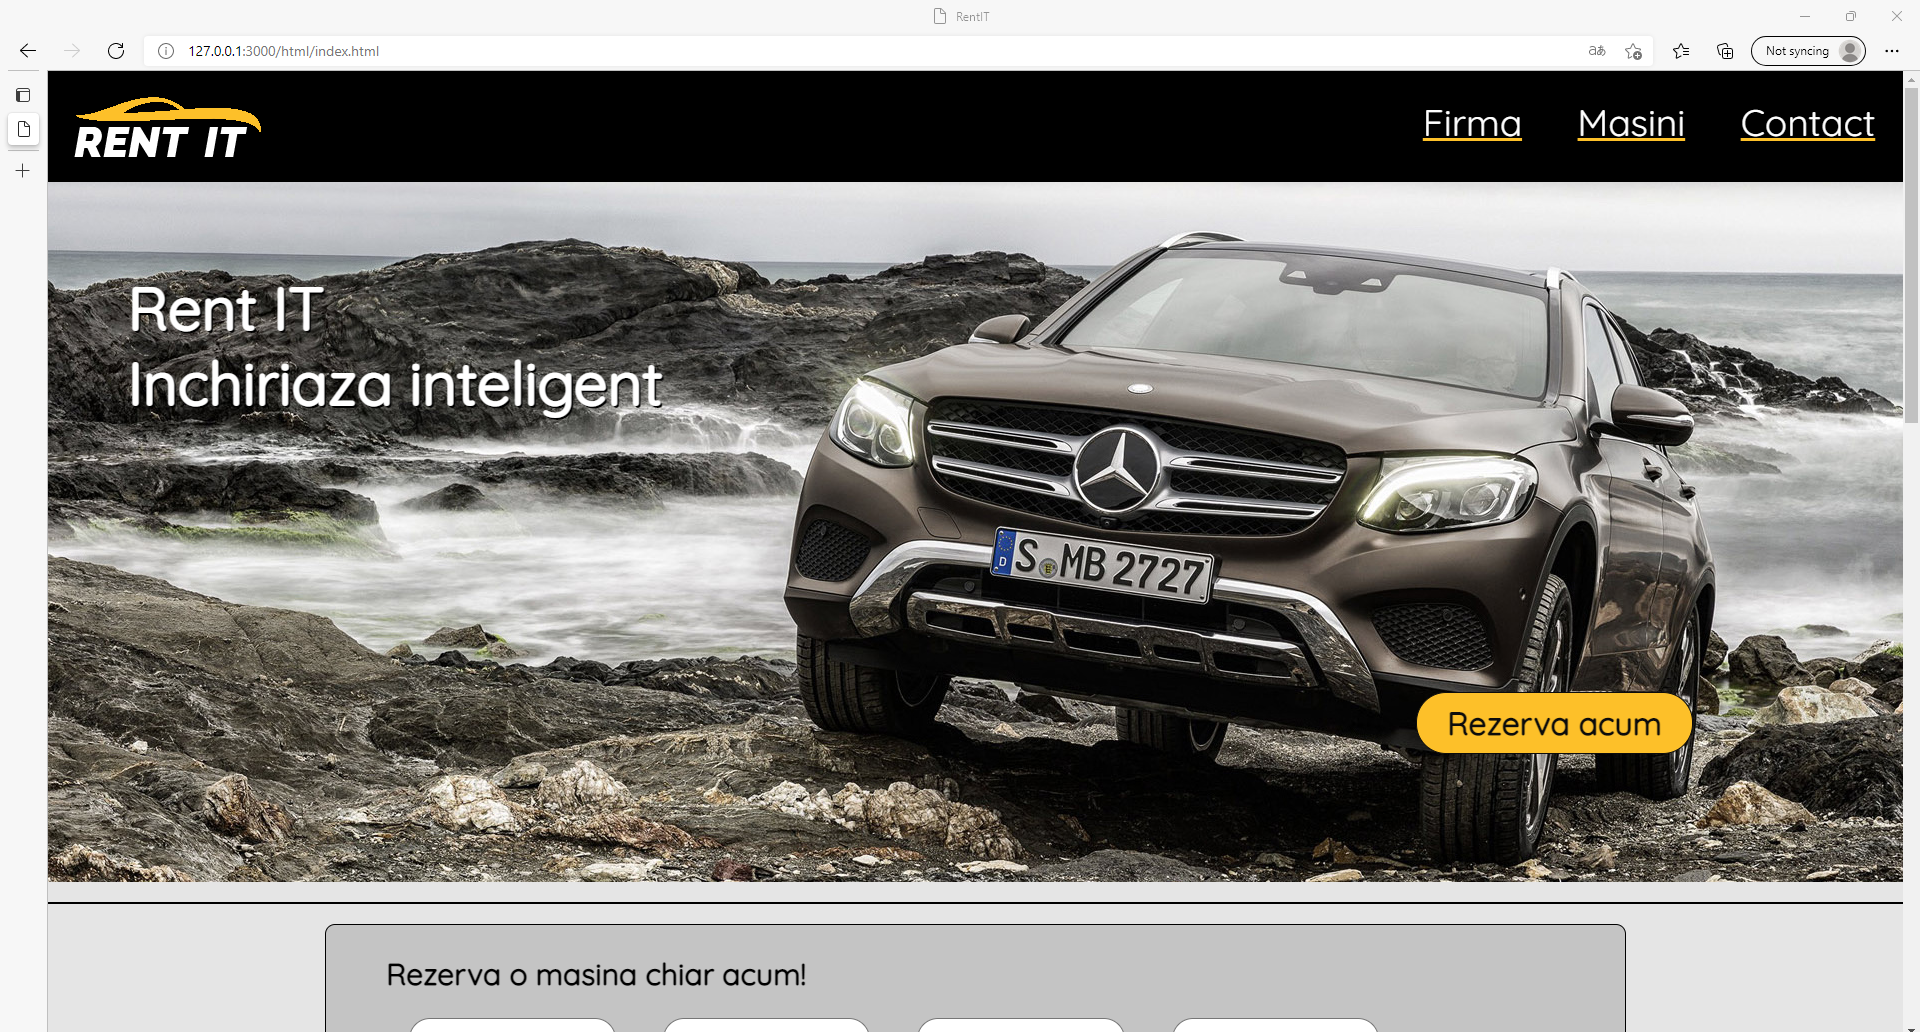 RentIT
127.0.0.1:3000/html/index.html
Not syncing
RENT IT
Firma
Masini
Contact
Rent IT
Inchiriaza inteligent
S MB 2727
D
Rezerva acum
Rezerva o masina chiar acum!